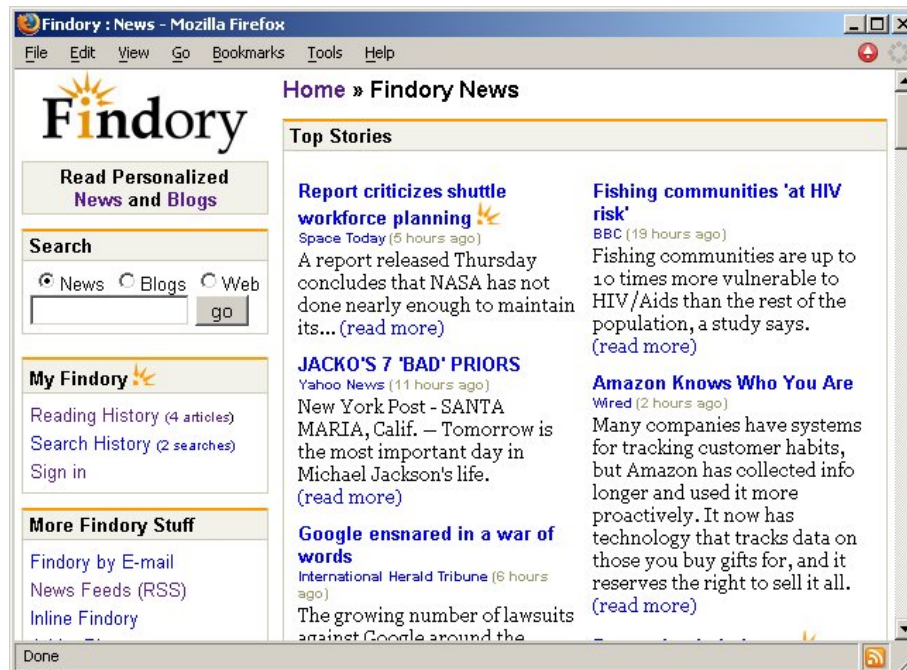 Findory : News - Mozilla Firefox
File Edit View Go Bookmarks Tools Help
Findory
Read Personalized
News and Blogs
Search
News Blogs Web
go
My Findory
Reading History (4 articles)
Search History (2 searches)
Sign in
More Findory Stuff
Findory by E-mail
News Feeds (RSS)
Inline Findory
Home » Findory News
Top Stories
Report criticizes shuttle
workforce planning
Space Today (5 hours ago)
A report released Thursday
concludes that NASA has not
done nearly enough to maintain
its... (read more)
JACKO'S 7 'BAD' PRIORS
Yahoo News (11 hours ago)
New York Post - SANTA
MARIA, Calif. — Tomorrow is
the most important day in
Michael Jackson's life.
(read more)
Google ensnared in a war of
words
International Herald Tribune (6 hours
ago)
The growing number of lawsuits
against Google around the
Fishing communities 'at HIV
risk'
BBC (19 hours ago)
Fishing communities are up to
10 times more vulnerable to
HIV/Aids than the rest of the
population, a study says.
(read more)
Amazon Knows Who You Are
Wired (2 hours ago)
Many companies have systems
for tracking customer habits,
but Amazon has collected info
longer and used it more
proactively. It now has
technology that tracks data on
those you buy gifts for, and it
reserves the right to sell it all.
(read more)
Done